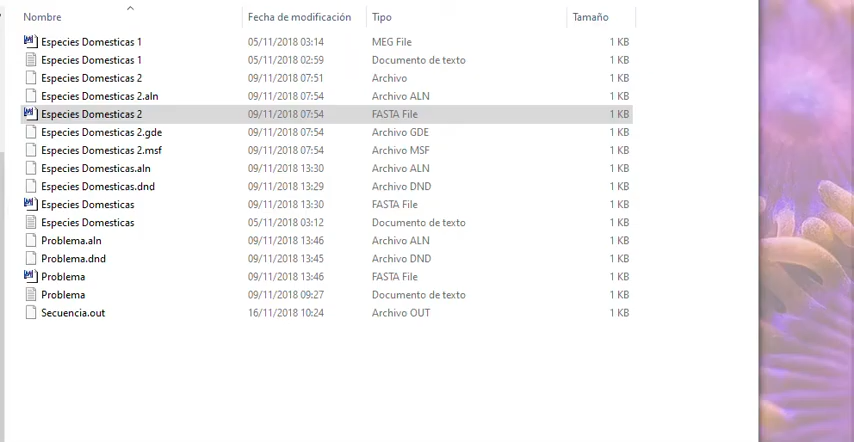 Nombre Fecha de modificación Tipo Tamaño
Especies Domesticas 1 05/11/2018 03:14 MEG File 1 KB
Especies Domesticas 1 05/11/2018 02:59 Documento de texto 1 KB
Especies Domesticas 2 09/11/2018 07:51 Archivo 1 KB
Especies Domesticas 2.aln 09/11/2018 07:54 Archivo ALN 1 KB
Especies Domesticas 2 09/11/2018 07:54 FASTA File 1 KB
Especies Domesticas 2.gde 09/11/2018 07:54 Archivo GDE 1 KB
Especies Domesticas 2.msf 09/11/2018 07:54 Archivo MSF 1 KB
Especies Domesticas.aln 09/11/2018 13:30 Archivo ALN 1 KB
Especies Domesticas.dnd 09/11/2018 13:29 Archivo DND 1 KB
Especies Domesticas 09/11/2018 13:30 FASTA File 1 KB
Especies Domesticas 05/11/2018 03:12 Documento de texto 1 KB
Problema.aln 09/11/2018 13:46 Archivo ALN 1 KB
Problema.dnd 09/11/2018 13:45 Archivo DND 1 KB
Problema 09/11/2018 13:46 FASTA File 1 KB
Problema 09/11/2018 09:27 Documento de texto 1 KB
Secuencia.out 16/11/2018 10:24 Archivo OUT 1 KB